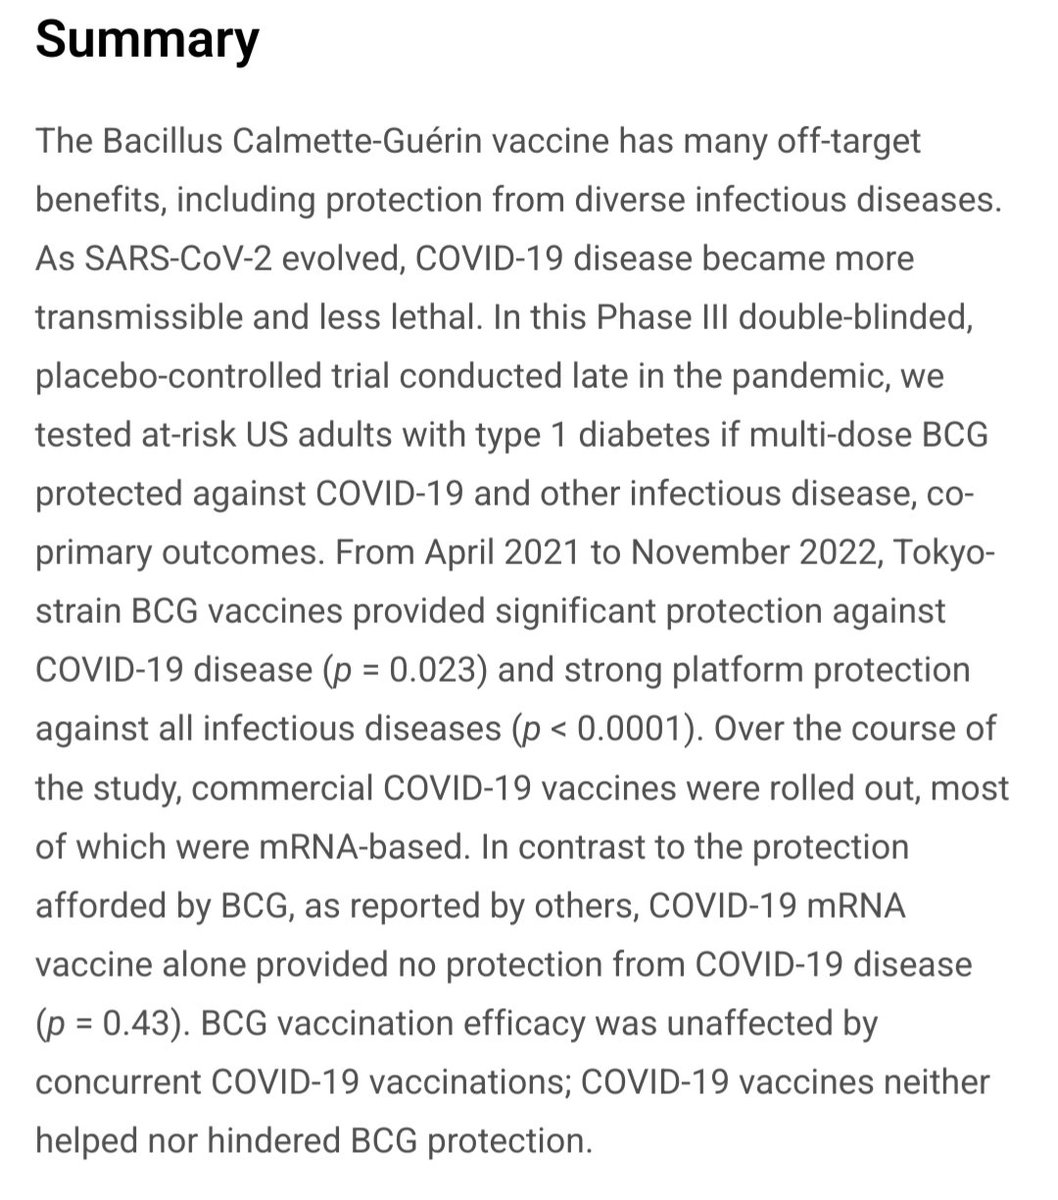 Summary
The Bacillus Calmette-Guérin vaccine has many off-target
benefits, including protection from diverse infectious diseases.
As SARS-CoV-2 evolved, COVID-19 disease became more
transmissible and less lethal. In this Phase III double-blinded,
placebo-controlled trial conducted late in the pandemic, we
tested at-risk US adults with type 1 diabetes if multi-dose BCG
protected against COVID-19 and other infectious disease, co-
primary outcomes. From April 2021 to November 2022, Tokyo-
strain BCG vaccines provided significant protection against
COVID-19 disease (p = 0.023) and strong platform protection
against all infectious diseases (p < 0.0001). Over the course of
the study, commercial COVID-19 vaccines were rolled out, most
of which were mRNA-based. In contrast to the protection
afforded by BCG, as reported by others, COVID-19 mRNA
vaccine alone provided no protection from COVID-19 disease
(p = 0.43). BCG vaccination efficacy was unaffected by
concurrent COVID-19 vaccinations; COVID-19 vaccines neither
helped nor hindered BCG protection.